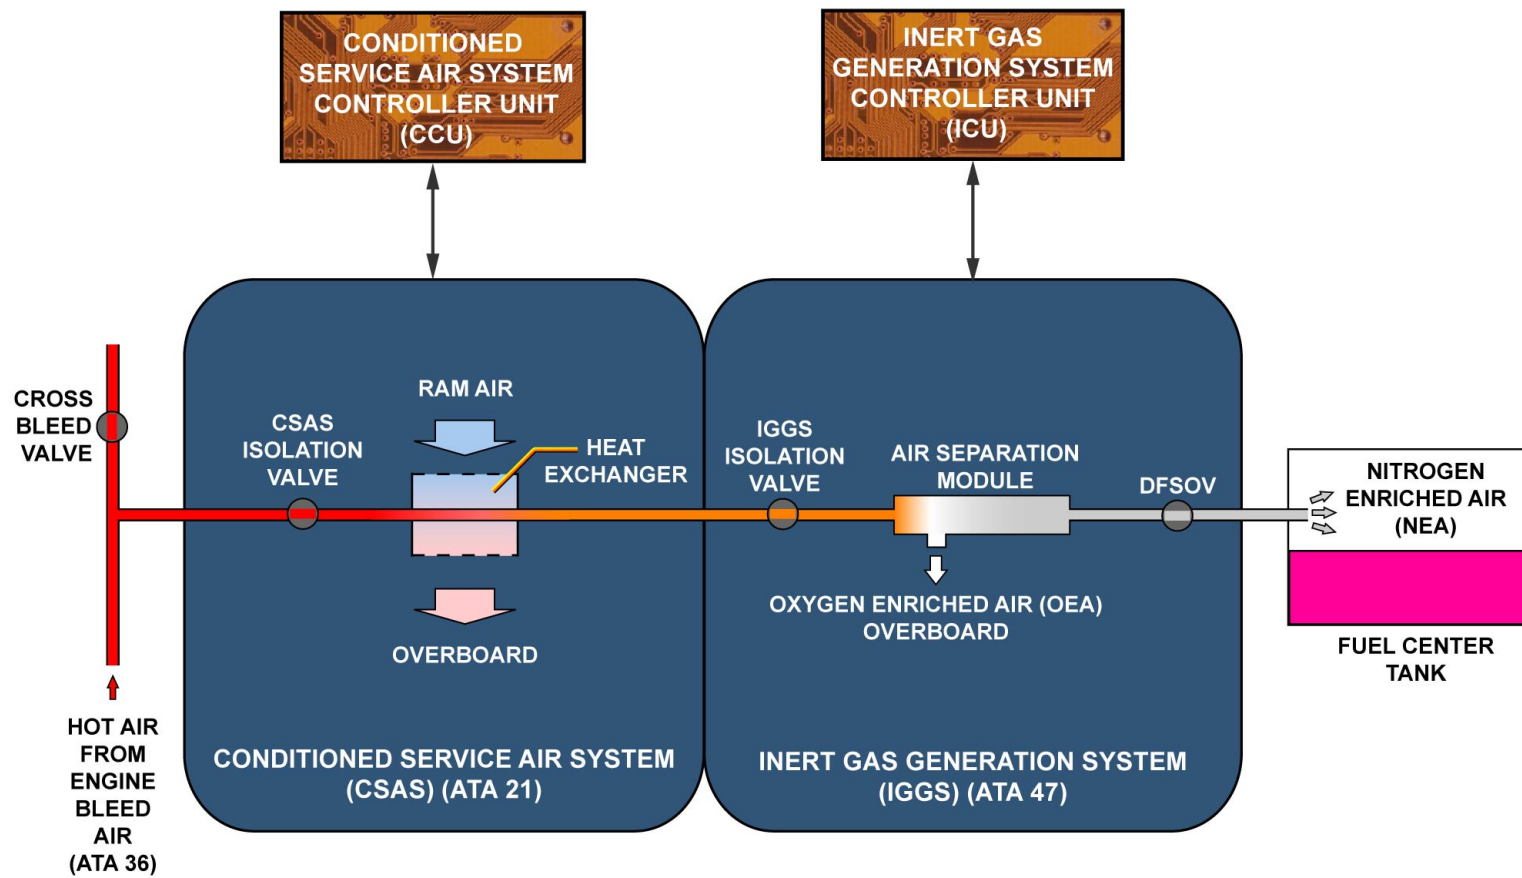 CONDITIONED
SERVICE AIR SYSTEM
CONTROLLER UNIT
(CCU)
INERT GAS
GENERATION SYSTEM
CONTROLLER UNIT
(ICU)
CROSS
BLEED
VALVE
CSAS
ISOLATION
VALVE
RAM AIR
HEAT
EXCHANGER
OVERBOARD
IGGS
ISOLATION
VALVE
AIR SEPARATION
MODULE
DFSOV
OXYGEN ENRICHED AIR (OEA)
OVERBOARD
NITROGEN
ENRICHED AIR
(NEA)
FUEL CENTER
TANK
HOT AIR
FROM
ENGINE
BLEED
AIR
(ATA 36)
CONDITIONED SERVICE AIR SYSTEM
(CSAS) (ATA 21)
INERT GAS GENERATION SYSTEM
(IGGS) (ATA 47)